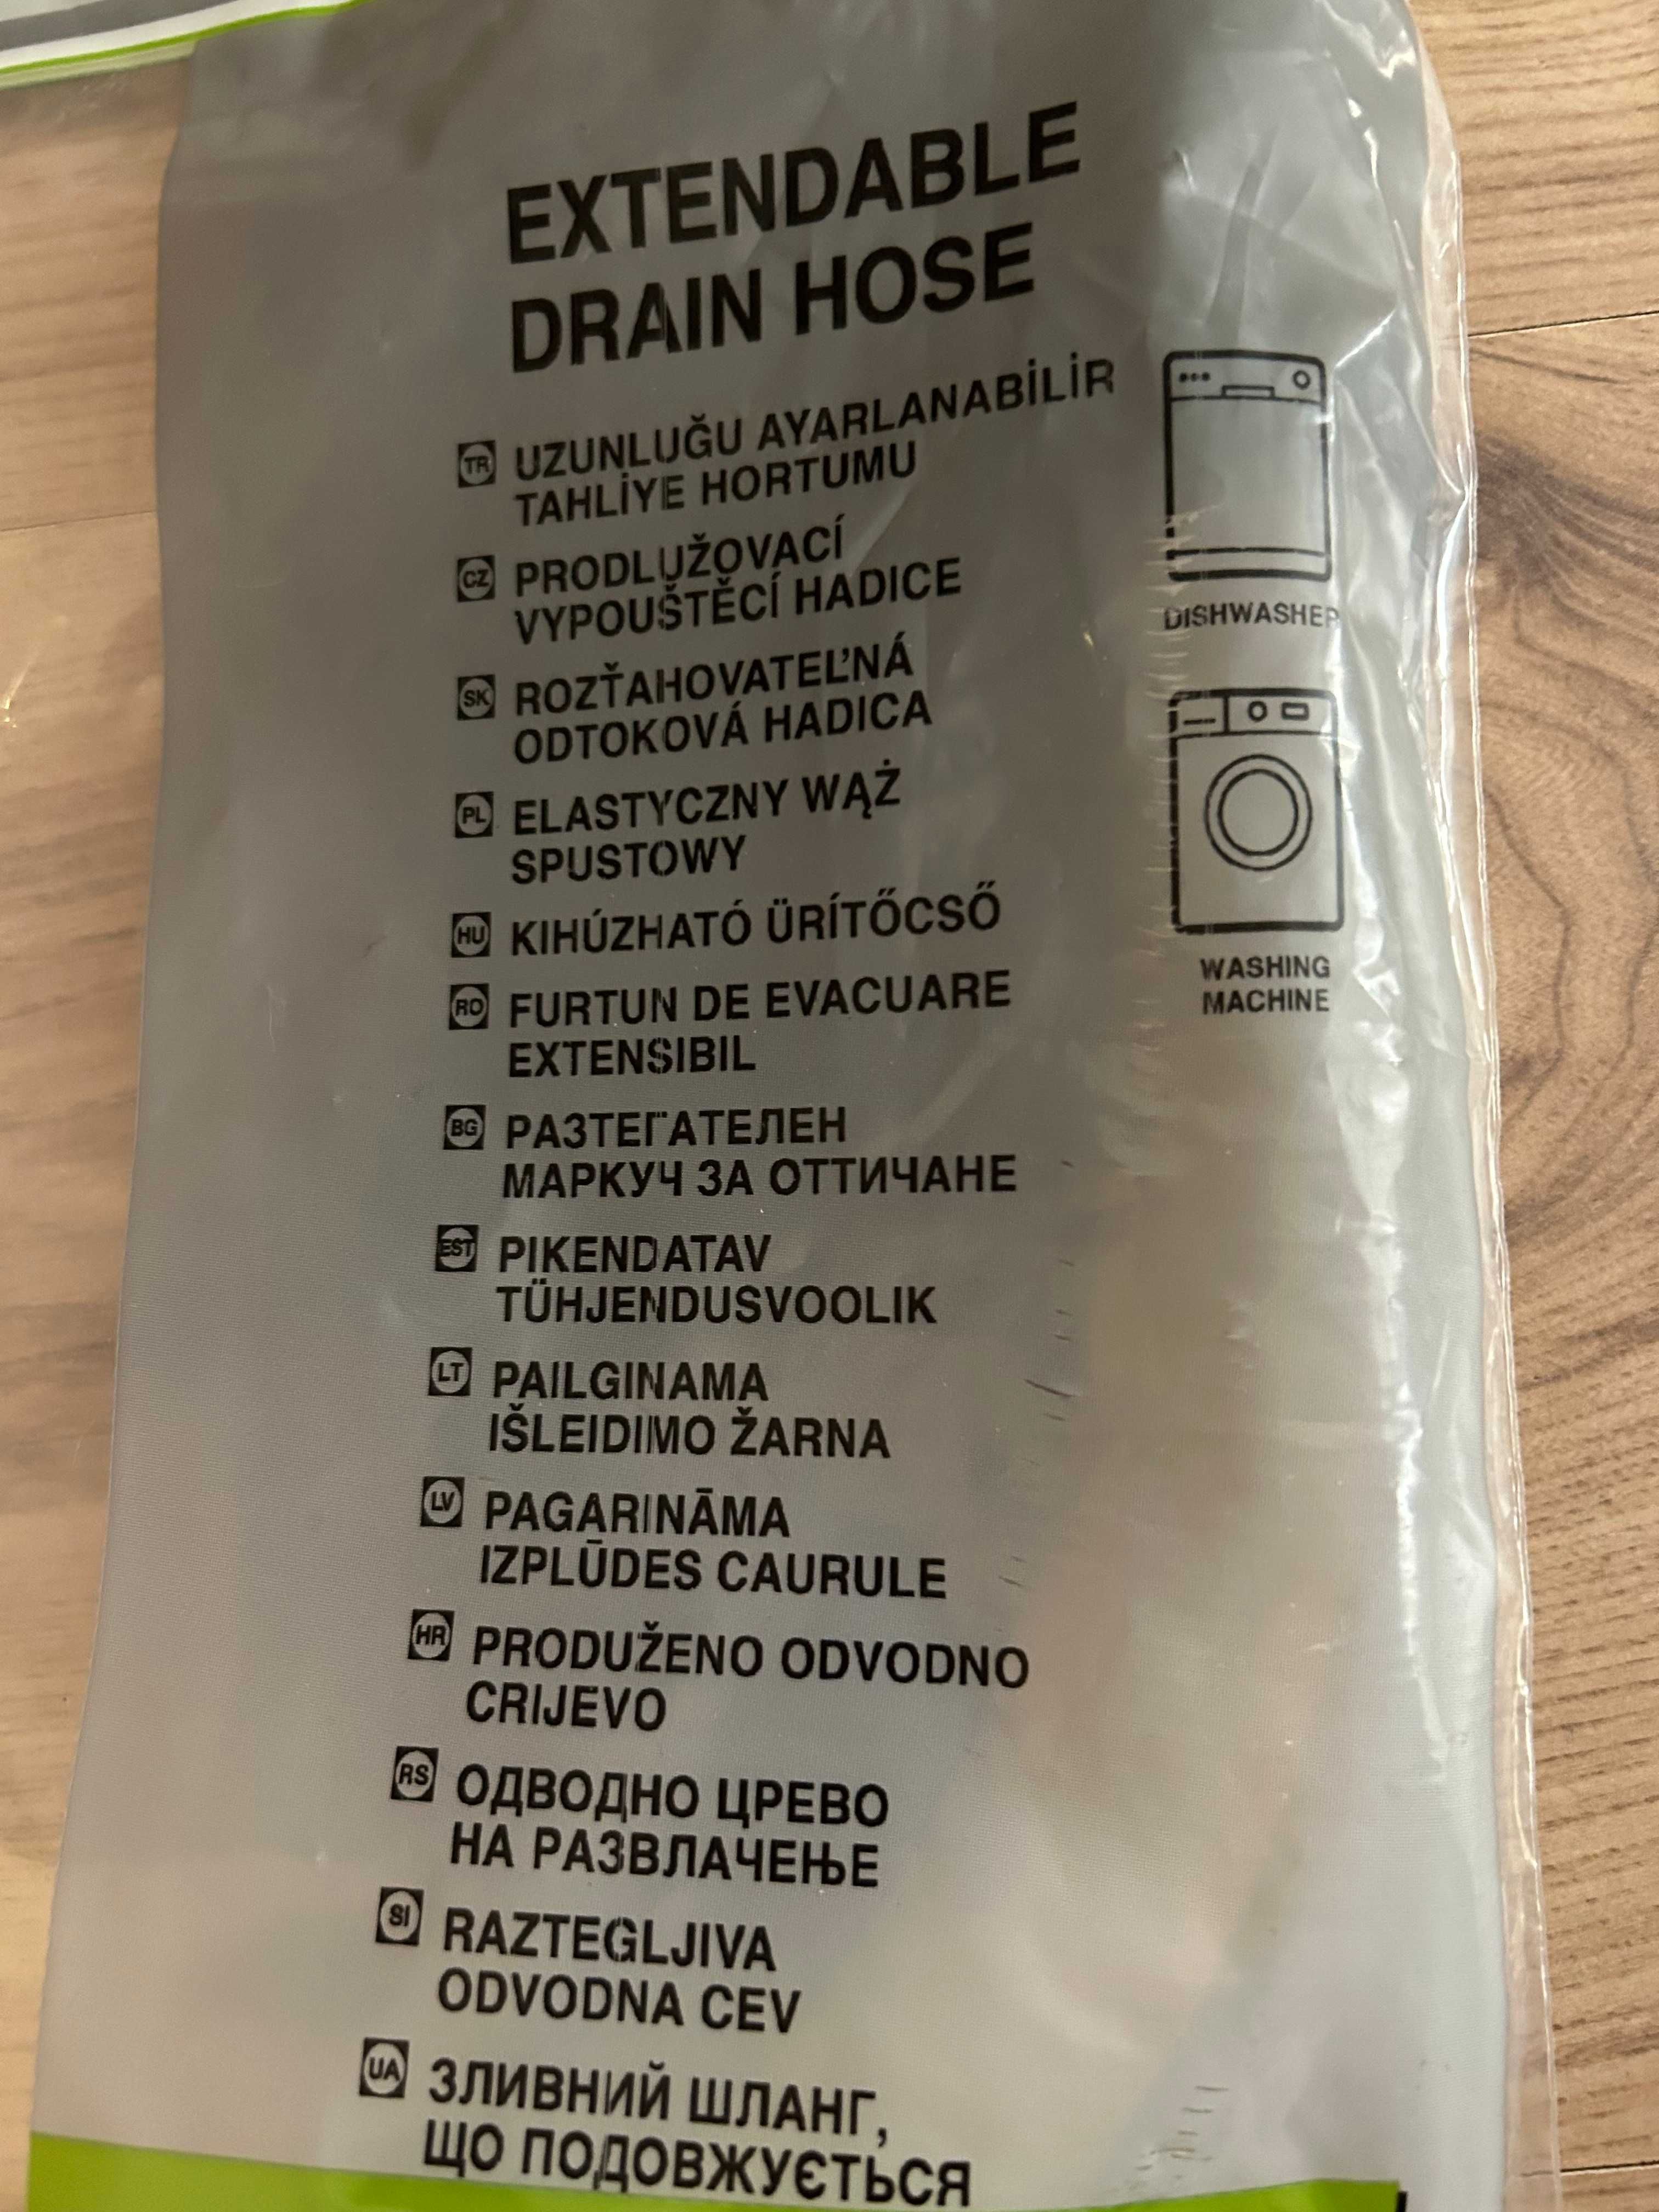 EXTENDABLE
DRAIN HOSE
TR UZUNLUĞU AYARLANABİLİR
TAHLİYE HORTUMU
CZ PRODLUŽOVACÍ
VYPOUŠTĚCÍ HADICE
SK ROZŤAHOVATEĽNÁ
ODTOKOVÁ HADICA
PL ELASTYCZNY WĄŻ
SPUSTOWY
HU KIHÚZHATÓ ÜRÍTŐCSŐ
RO FURTUN DE EVACUARE
EXTENSIBIL
BG РАЗТЕГАТЕЛЕН
МАРКУЧ ЗА ОТТИЧАНЕ
EST PIKENDATAV
TÜHJENDUSVOOLIK
LT PAILGINAMA
IŠLEIDIMO ŽARNA
LV PAGARINĀMA
IZPLŪDES CAURULE
HR PRODUŽENO ODVODNO
CRIJEVO
RS ОДВОДНО ЦРЕВО
НА РАЗВЛАЧЕЊЕ
SI RAZTEGLJIVA
ODVODNA CEV
UA ЗЛИВНИЙ ШЛАНГ,
ЩО ПОДОВЖУЄТЬСЯ
DISHWASHER
WASHING
MACHINE